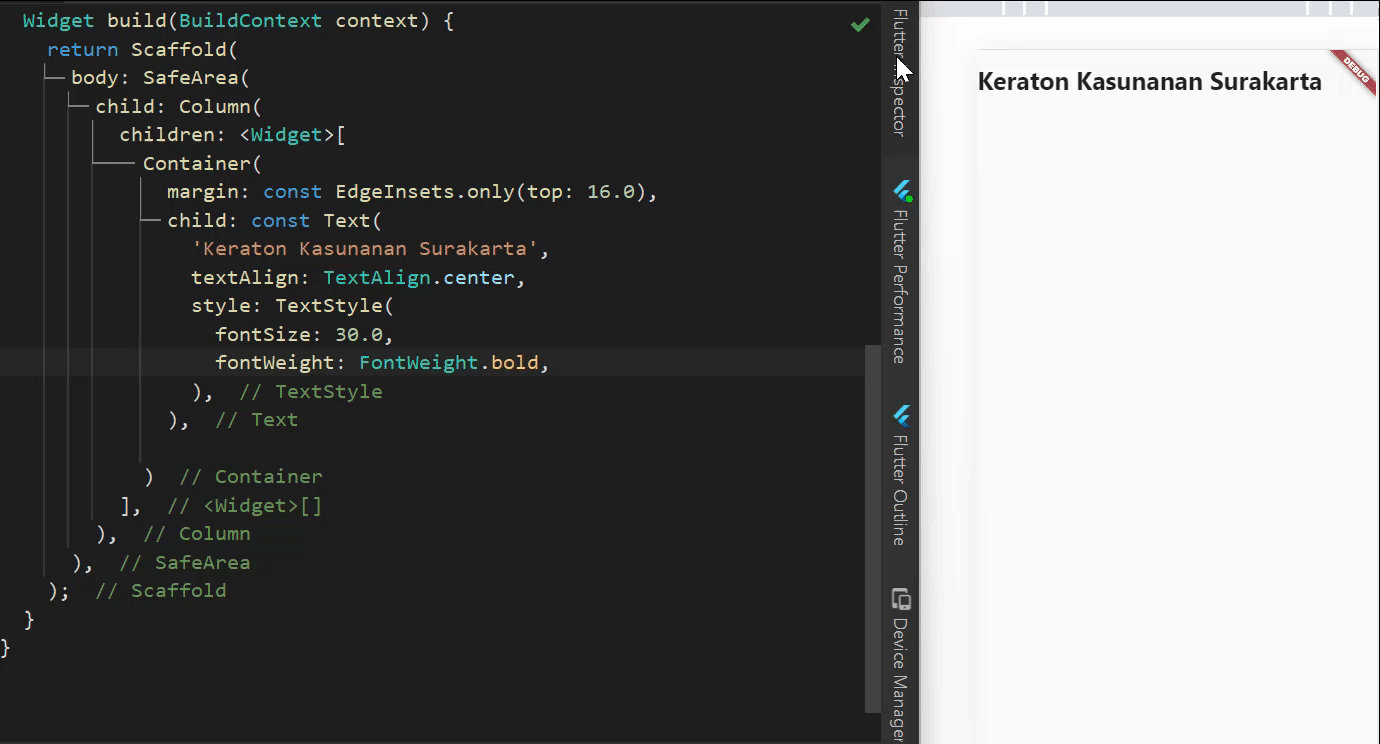 Widget build(BuildContext context) {
return Scaffold(
body: SafeArea(
child: Column(
children: <Widget>[
Container(
margin: const EdgeInsets.only(top: 16.0),
child: const Text(
'Keraton Kasunanan Surakarta',
textAlign: TextAlign.center,
style: TextStyle(
fontSize: 30.0,
fontWeight: FontWeight.bold,
), // TextStyle
), // Text
) // Container
], // <Widget>[]
), // Column
), // SafeArea
); // Scaffold
}
}
Flutter Inspector
Flutter Performance
Flutter Outline
Device Manager
Keraton Kasunanan Surakarta
DEBUG